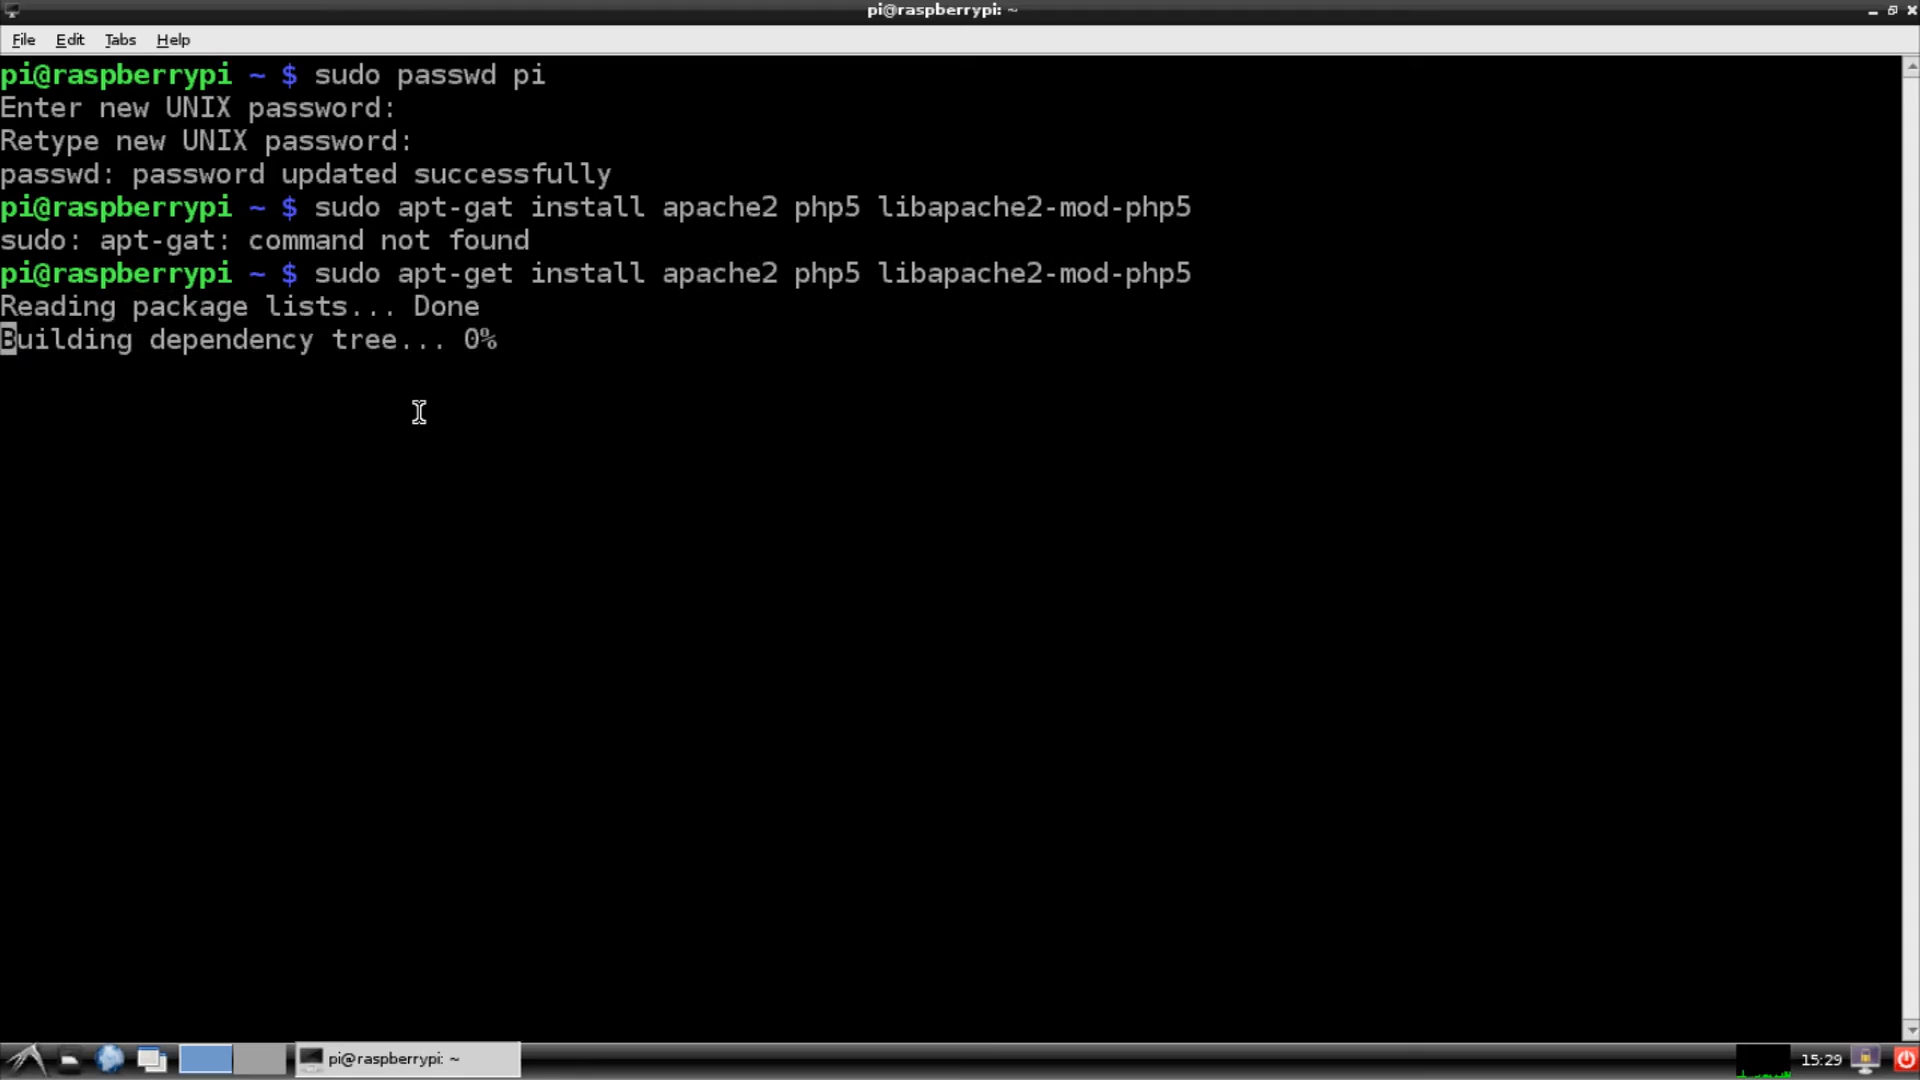 pi@raspberrypi: ~
File Edit Tabs Help
pi@raspberrypi ~ $ sudo passwd pi
Enter new UNIX password:
Retype new UNIX password:
passwd: password updated successfully
pi@raspberrypi ~ $ sudo apt-gat install apache2 php5 libapache2-mod-php5
sudo: apt-gat: command not found
pi@raspberrypi ~ $ sudo apt-get install apache2 php5 libapache2-mod-php5
Reading package lists... Done
Building dependency tree... 0%
pi@raspberrypi: ~
15:29